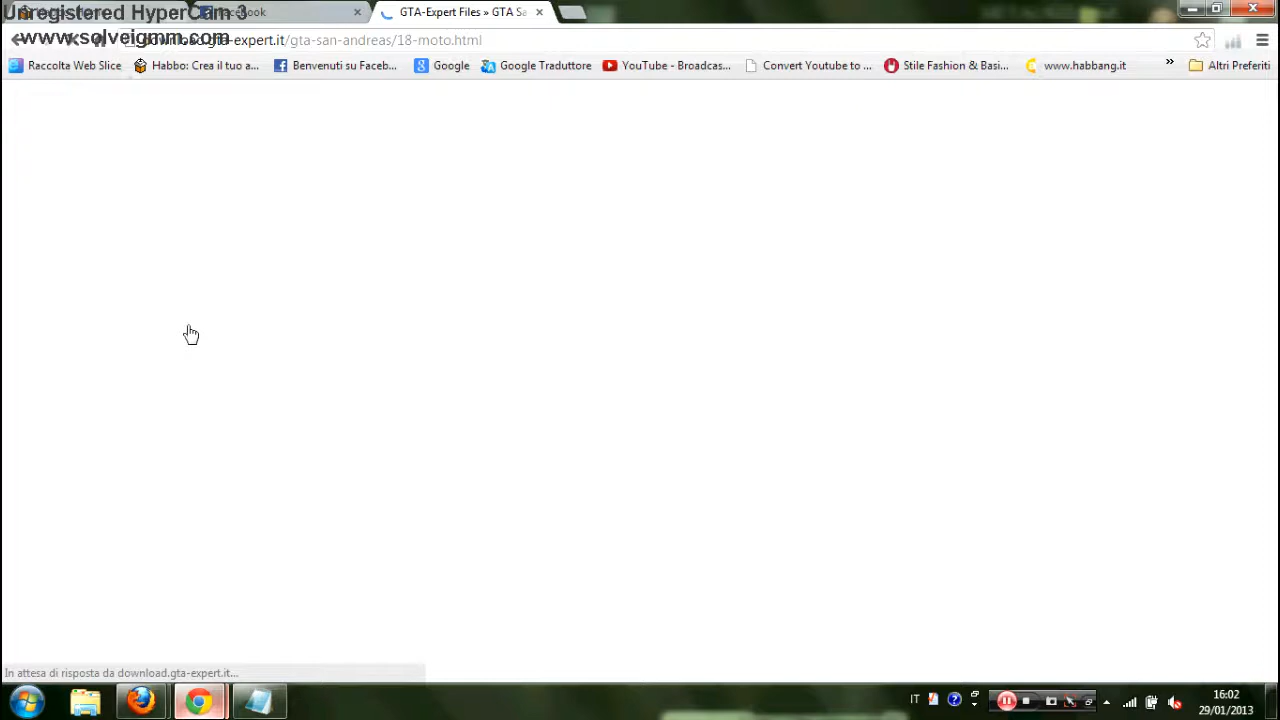 Unregistered HyperCam 3
www.solveigmm.com
Facebook
GTA-Expert Files » GTA Sa
download.gta-expert.it/gta-san-andreas/18-moto.html
Raccolta Web Slice
Habbo: Crea il tuo a...
Benvenuti su Faceb...
Google
Google Traduttore
YouTube - Broadcas...
Convert Youtube to ...
Stile Fashion & Basi...
www.habbang.it
»
Altri Preferiti
In attesa di risposta da download.gta-expert.it...
IT
16:02
29/01/2013